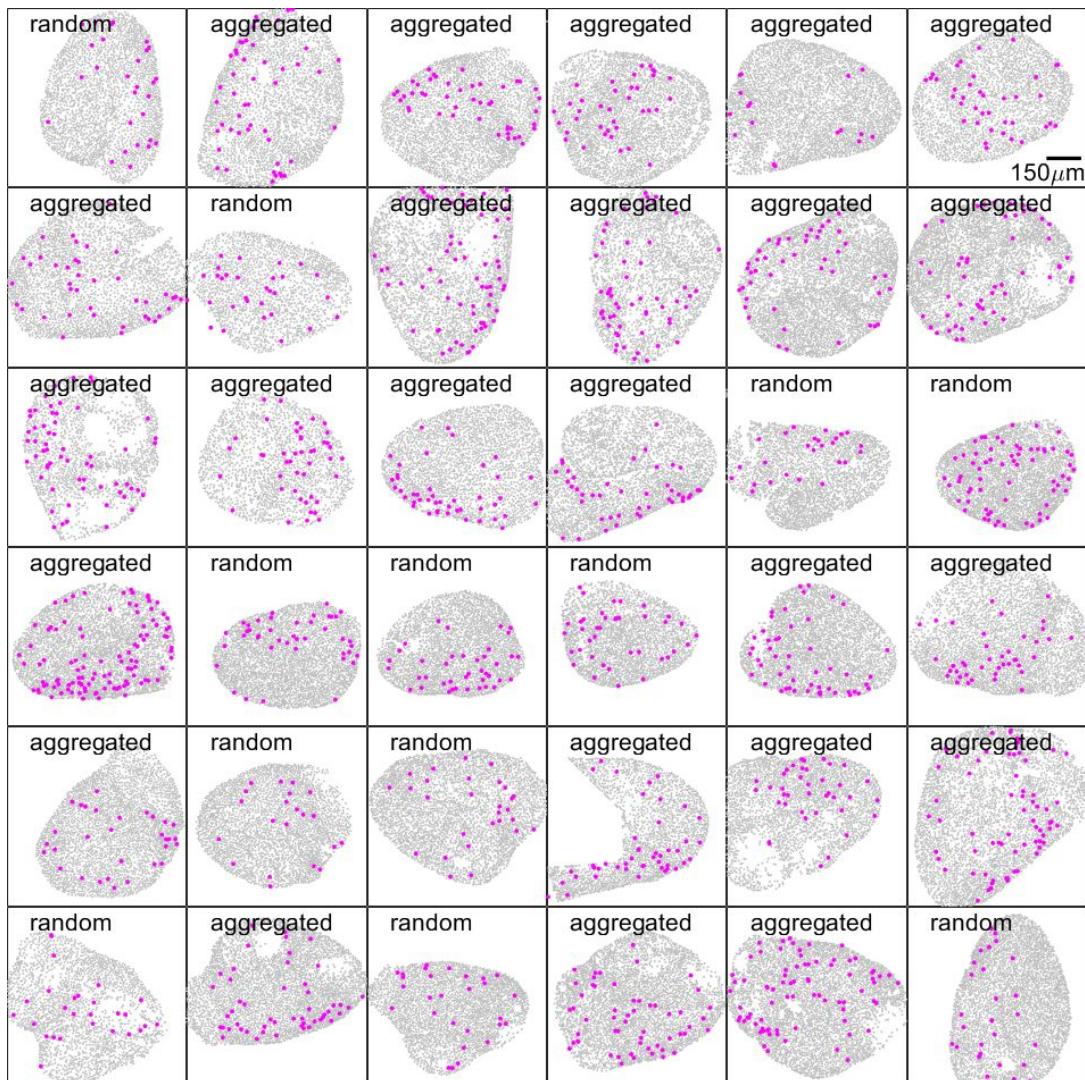 random aggregated aggregated aggregated aggregated aggregated
150μm
aggregated random aggregated aggregated aggregated aggregated
aggregated aggregated aggregated aggregated random random
aggregated random random random aggregated aggregated
aggregated random random aggregated aggregated aggregated
random aggregated random aggregated aggregated random